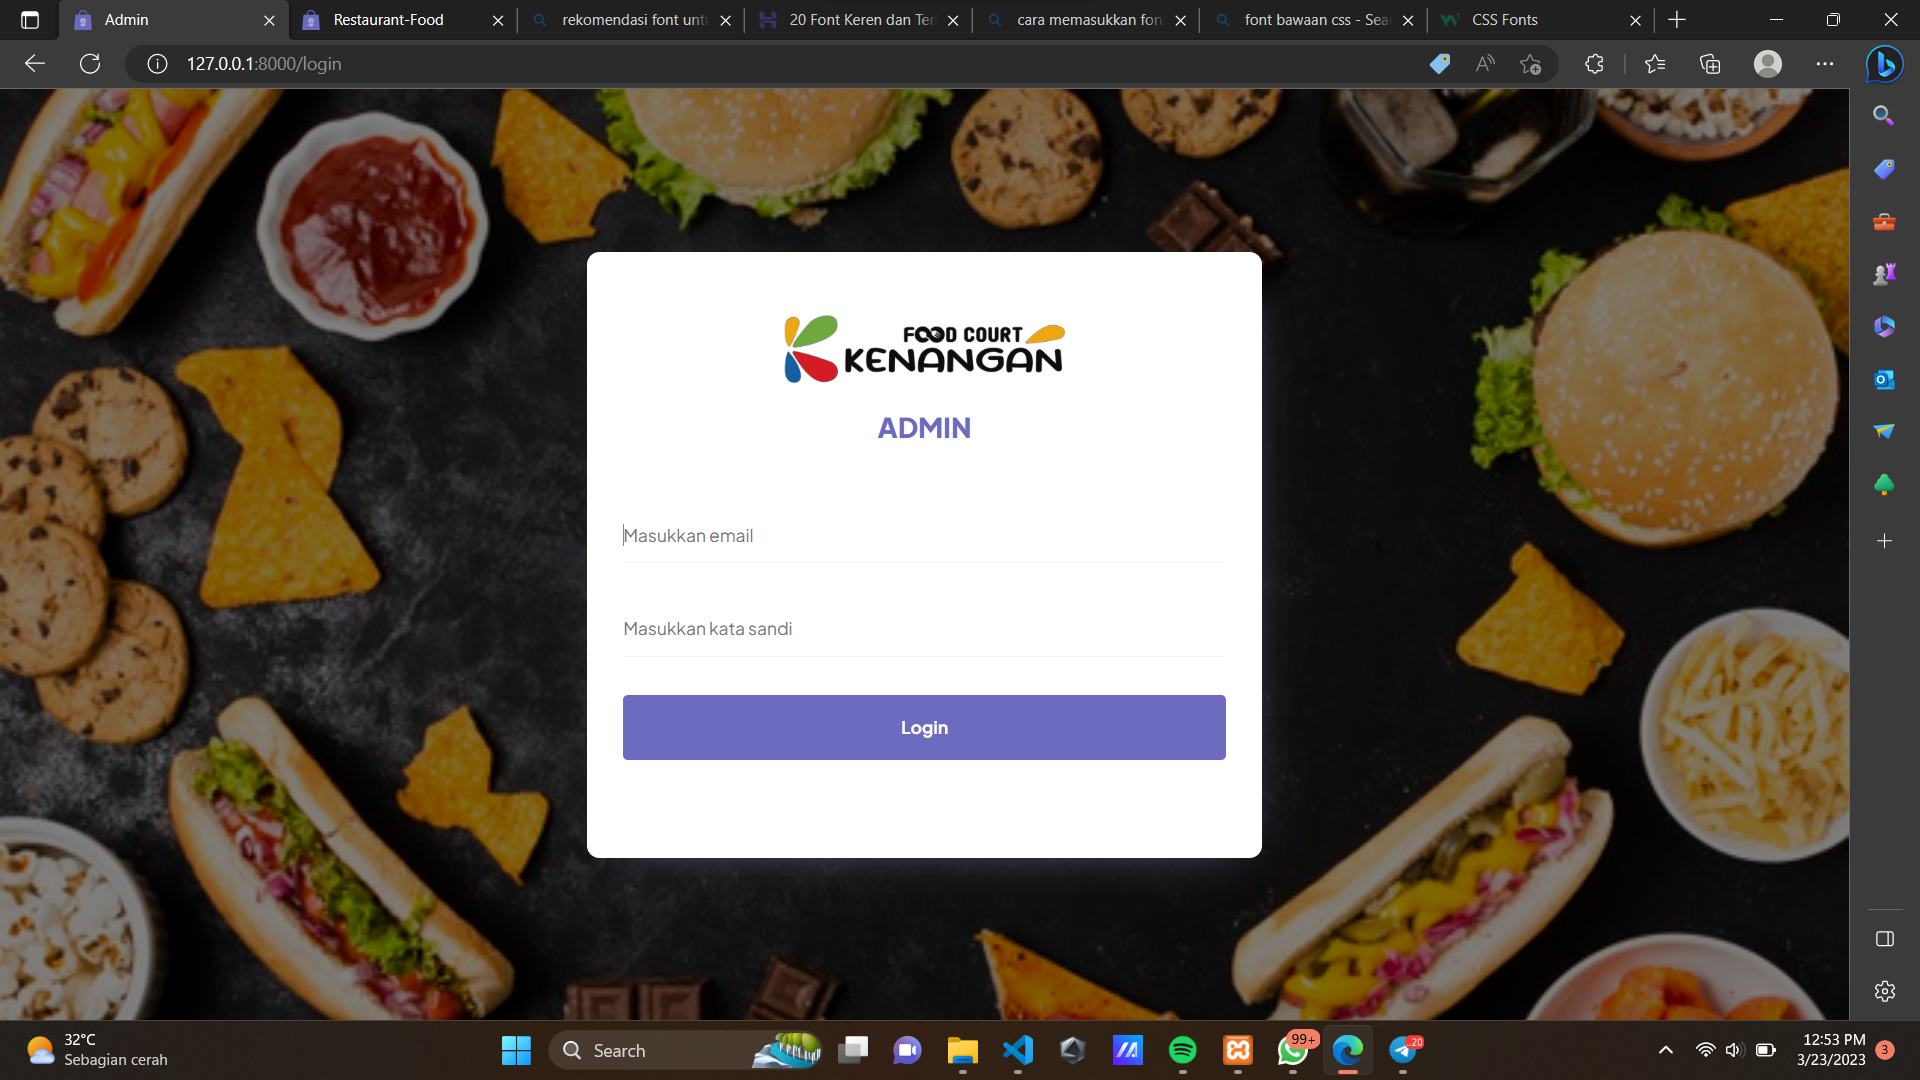 Admin
Restaurant-Food
rekomendasi font unt
20 Font Keren dan Ter
cara memasukkan fon
font bawaan css - Sea
CSS Fonts
127.0.0.1:8000/login
FOOD COURT
KENANGAN
ADMIN
Masukkan email
Masukkan kata sandi
Login
32°C
Sebagian cerah
Search
99+
20
12:53 PM
3/23/2023
3